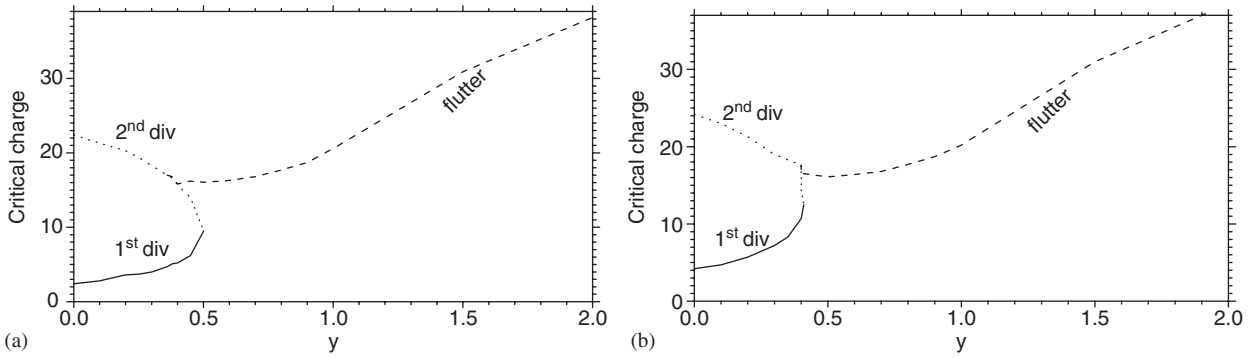 Critical charge
30
20
10
0
2nd div
1st div
flutter
0.0 0.5 1.0 1.5 2.0
y
(a)
Critical charge
30
20
10
0
2nd div
1st div
flutter
0.0 0.5 1.0 1.5 2.0
y
(b)